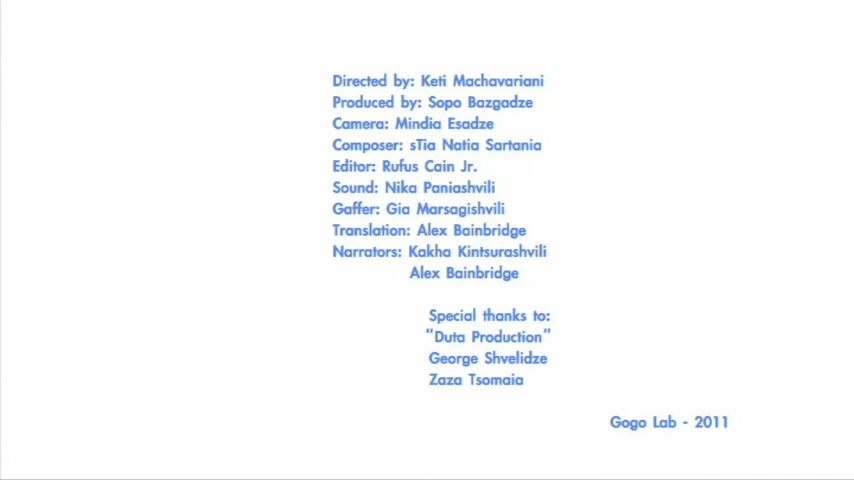 Directed by: Keti Machavariani
Produced by: Sopo Bazgadze
Camera: Mindia Esadze
Composer: sTia Natia Sartania
Editor: Rufus Cain Jr.
Sound: Nika Paniashvili
Gaffer: Gia Marsagishvili
Translation: Alex Bainbridge
Narrators: Kakha Kintsurashvili
Alex Bainbridge
Special thanks to:
“Duta Production”
George Shvelidze
Zaza Tsomaia
Gogo Lab - 2011